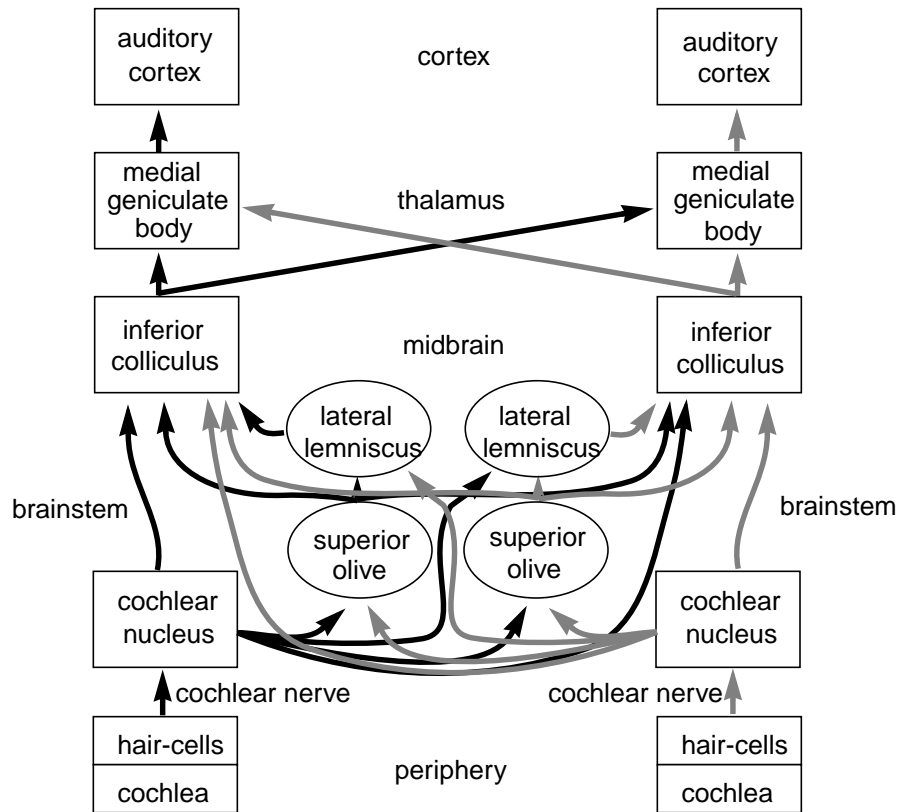 auditory
cortex
cortex
auditory
cortex
medial
geniculate
body
thalamus
medial
geniculate
body
inferior
colliculus
midbrain
inferior
colliculus
lateral
lemniscus
lateral
lemniscus
brainstem
brainstem
superior
olive
superior
olive
cochlear
nucleus
cochlear
nucleus
cochlear nerve
cochlear nerve
hair-cells
cochlea
periphery
hair-cells
cochlea